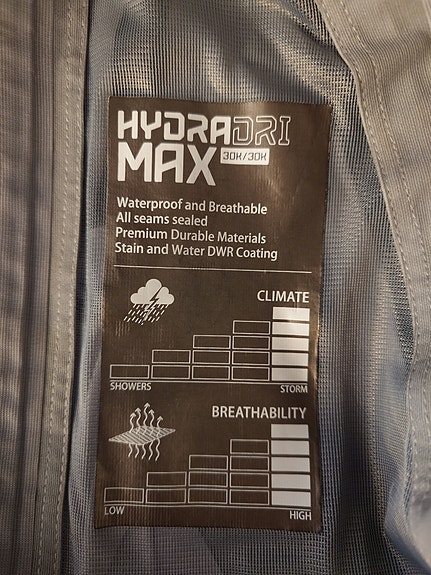 HYDRADRI
MAX 30K/30K
Waterproof and Breathable
All seams sealed
Premium Durable Materials
Stain and Water DWR Coating
CLIMATE
SHOWERS STORM
BREATHABILITY
LOW HIGH